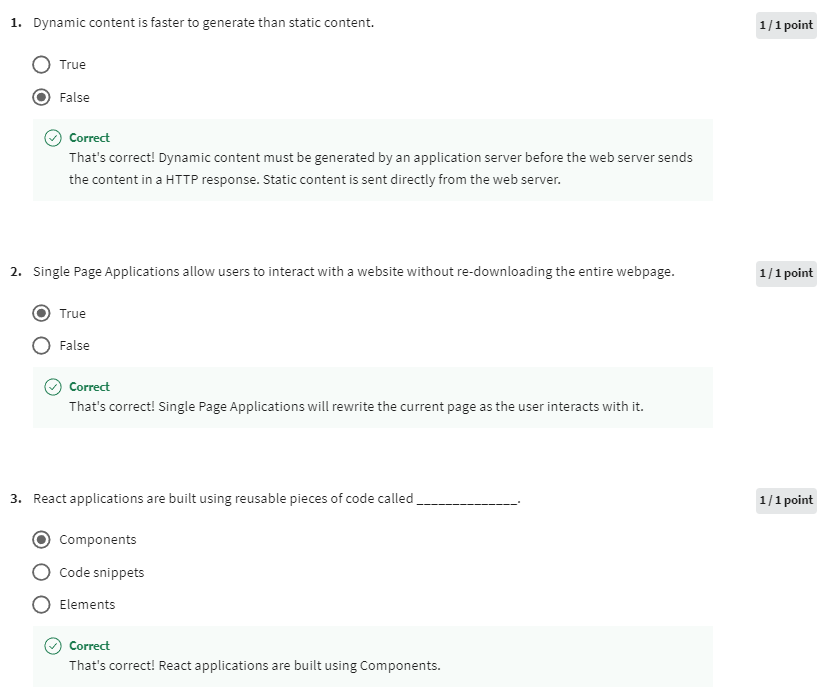 1. Dynamic content is faster to generate than static content.
1 / 1 point
True
False
Correct
That's correct! Dynamic content must be generated by an application server before the web server sends
the content in a HTTP response. Static content is sent directly from the web server.
2. Single Page Applications allow users to interact with a website without re-downloading the entire webpage.
1 / 1 point
True
False
Correct
That's correct! Single Page Applications will rewrite the current page as the user interacts with it.
3. React applications are built using reusable pieces of code called ______________.
1 / 1 point
Components
Code snippets
Elements
Correct
That's correct! React applications are built using Components.